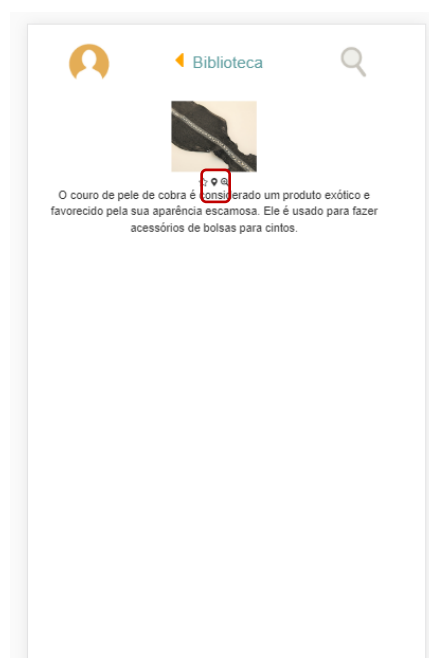 Biblioteca
O couro de pele de cobra é considerado um produto exótico e
favorecido pela sua aparência escamosa. Ele é usado para fazer
acessórios de bolsas para cintos.